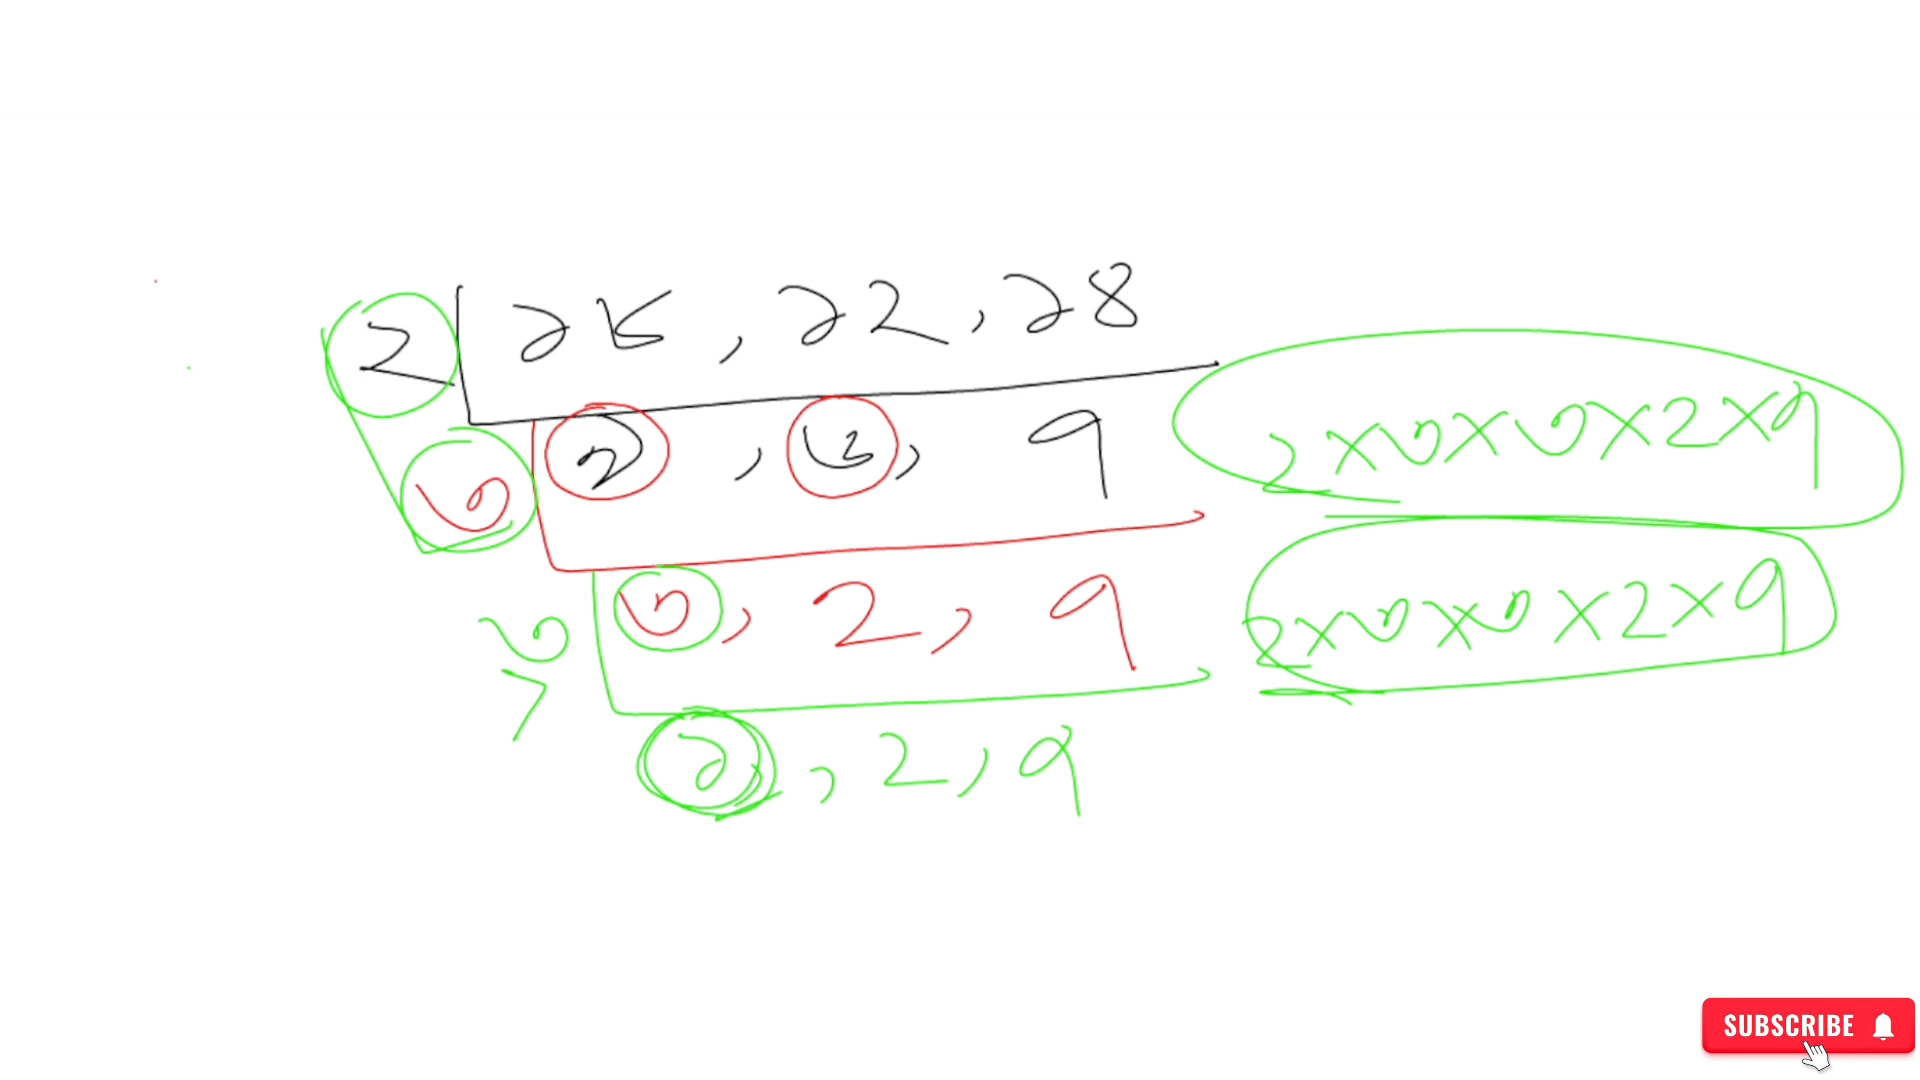 ২ ১৮, ১২, ১৪
৩ ৯, ৬, ৭
৩ ৩, ২, ৭
১, ২, ৭
২×৩×৩×২×৭
২×৩×৩×২×৭
SUBSCRIBE